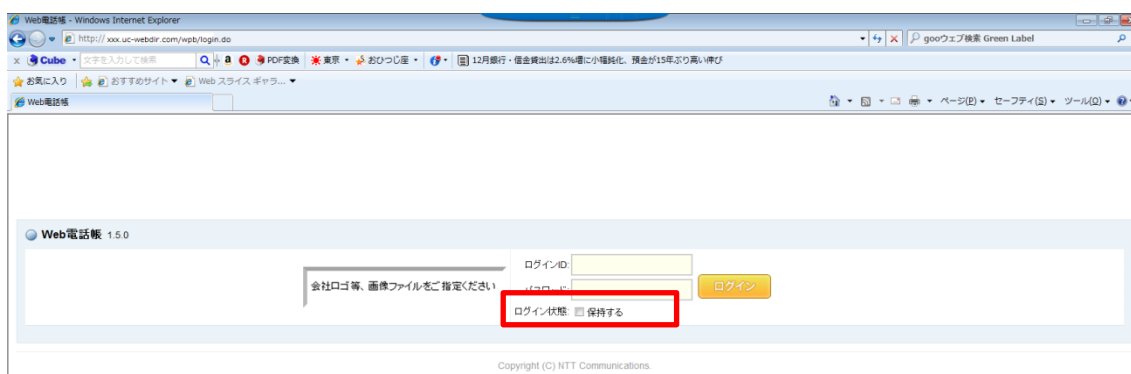 Web電話帳 - Windows Internet Explorer
http://xxx.uc-webdir.com/wpb/login.do
gooウェブ検索 Green Label
x Cube 文字を入力して検索 PDF変換 東京 おひつじ座 12月銀行・信金貸出は2.6%増に小幅鈍化、預金が15年ぶり高い伸び
お気に入り おすすめサイト Web スライス ギャラ...
Web電話帳 ページ(P) セーフティ(S) ツール(O)
Web電話帳 1.5.0
ログインID:
会社ロゴ等、画像ファイルをご指定ください
パスワード:
ログイン
ログイン状態: 保持する
Copyright (C) NTT Communications.